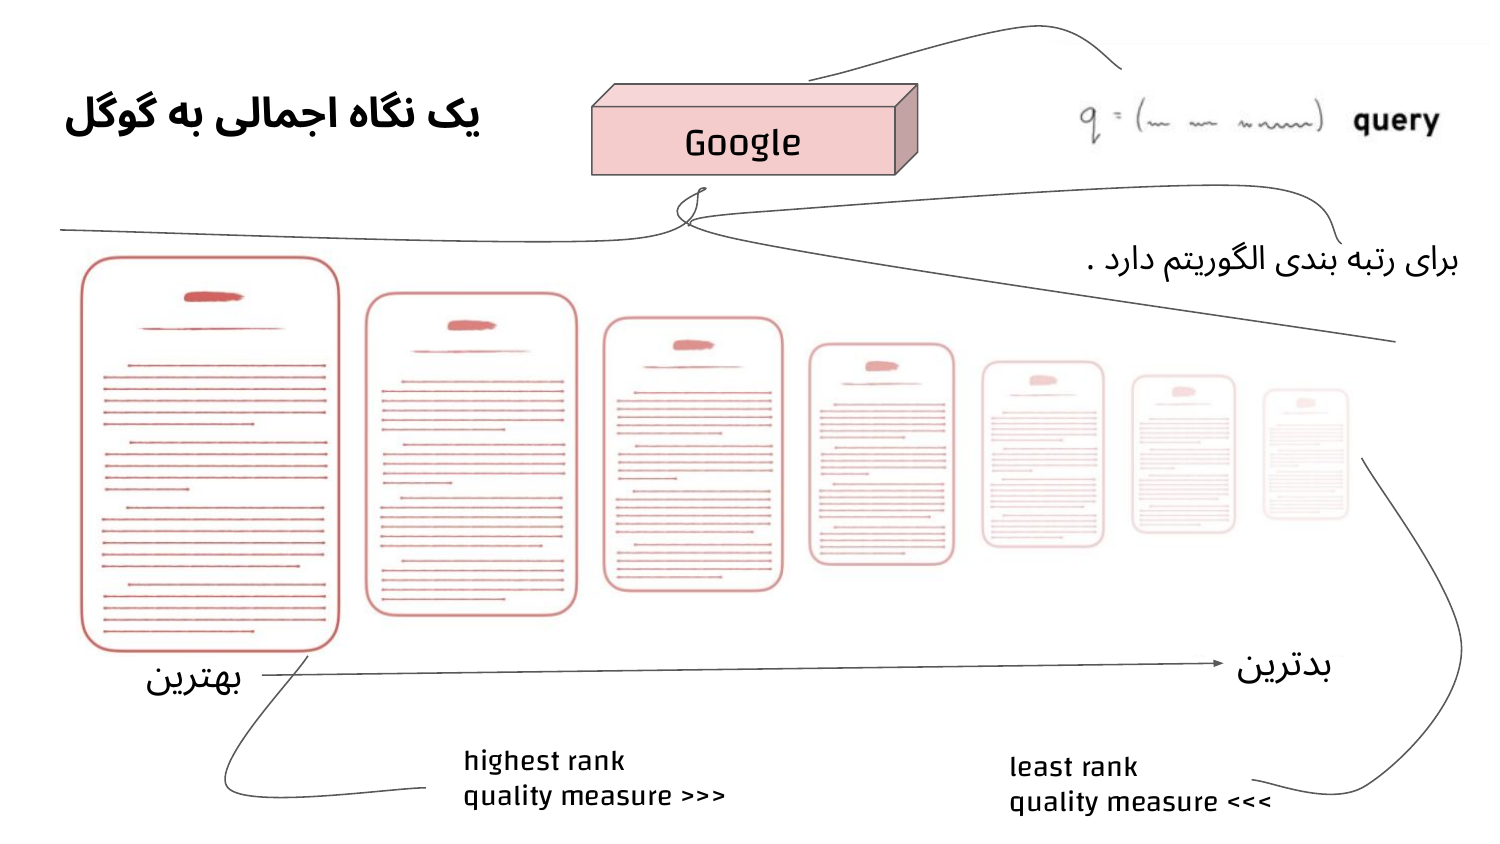 یک نگاه اجمالی به گوگل
Google
q = ( ) query
برای رتبه بندی الگوریتم دارد .
بهترین
بدترین
highest rank
quality measure >>>
least rank
quality measure <<<